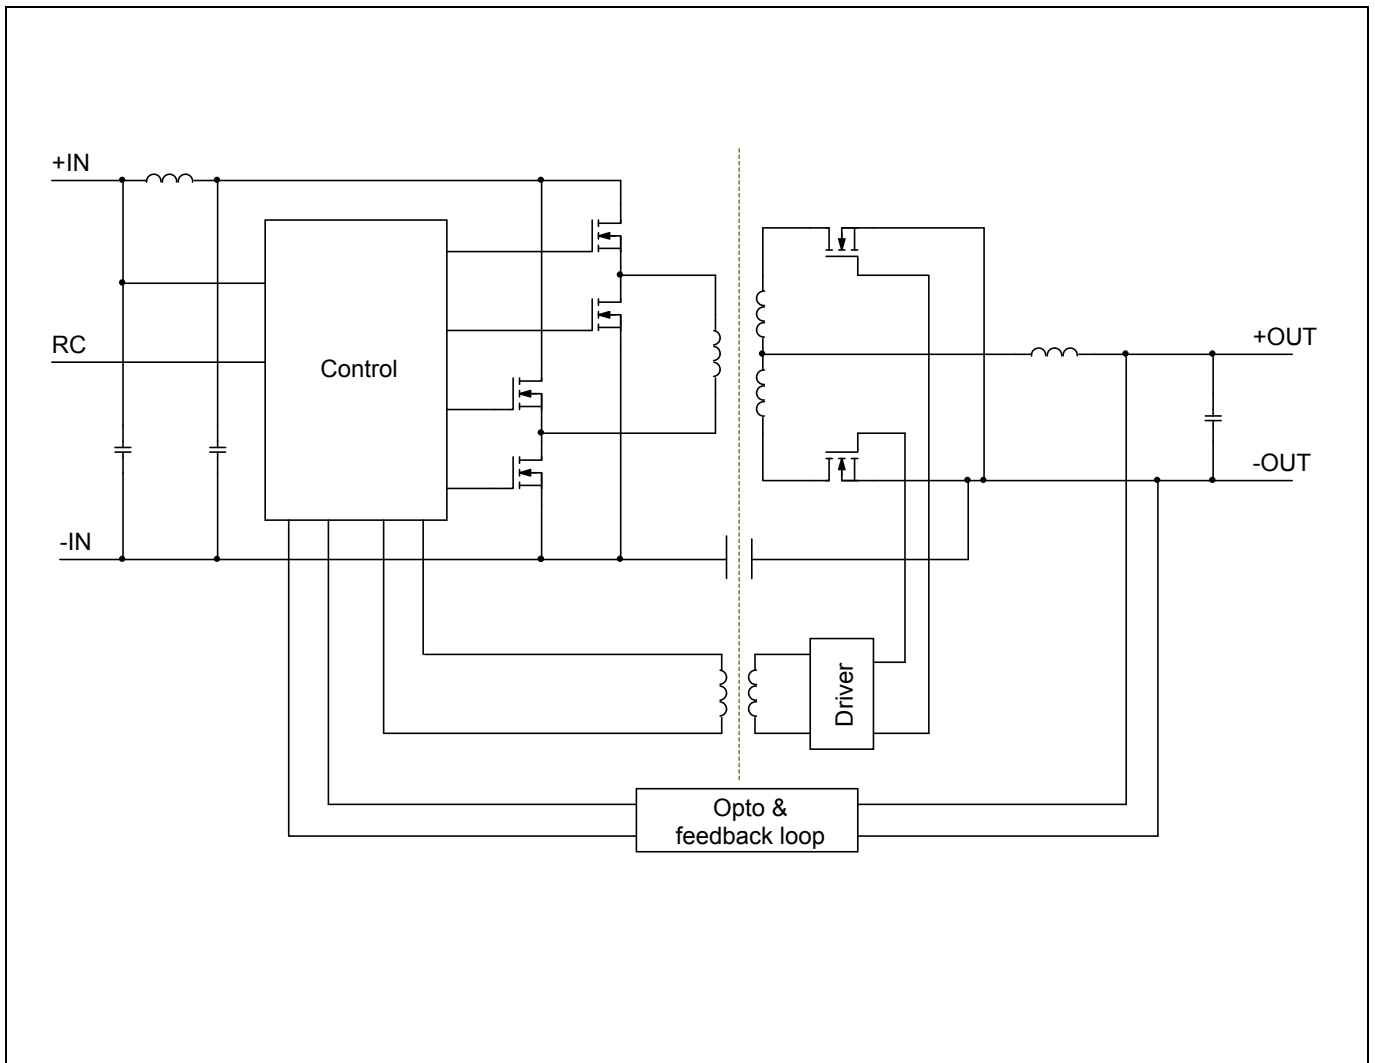 +IN
RC
Control
+OUT
-OUT
-IN
Driver
Opto &
feedback loop